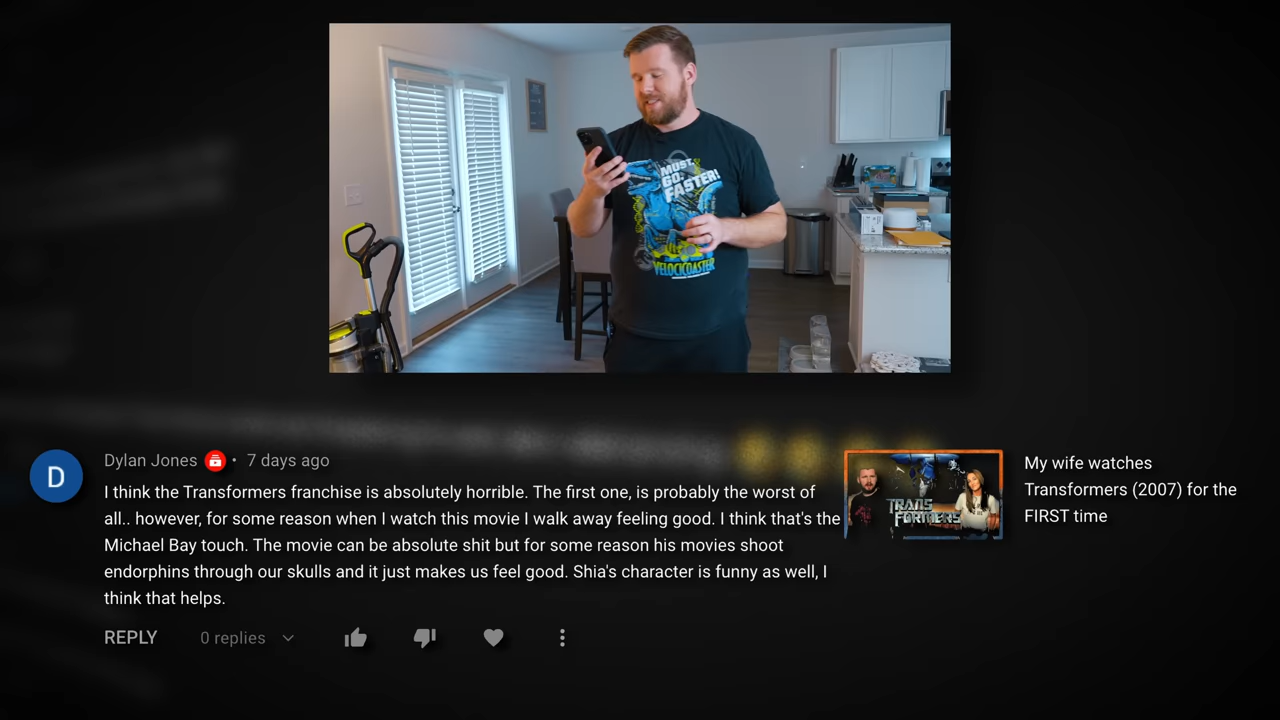 MUST.
GO.
FASTER!
VELOCICOASTER
Dylan Jones • 7 days ago
I think the Transformers franchise is absolutely horrible. The first one, is probably the worst of
all.. however, for some reason when I watch this movie I walk away feeling good. I think that's the
Michael Bay touch. The movie can be absolute shit but for some reason his movies shoot
endorphins through our skulls and it just makes us feel good. Shia's character is funny as well, I
think that helps.
REPLY 0 replies
D
TRANSFORMERS
My wife watches
Transformers (2007) for the
FIRST time